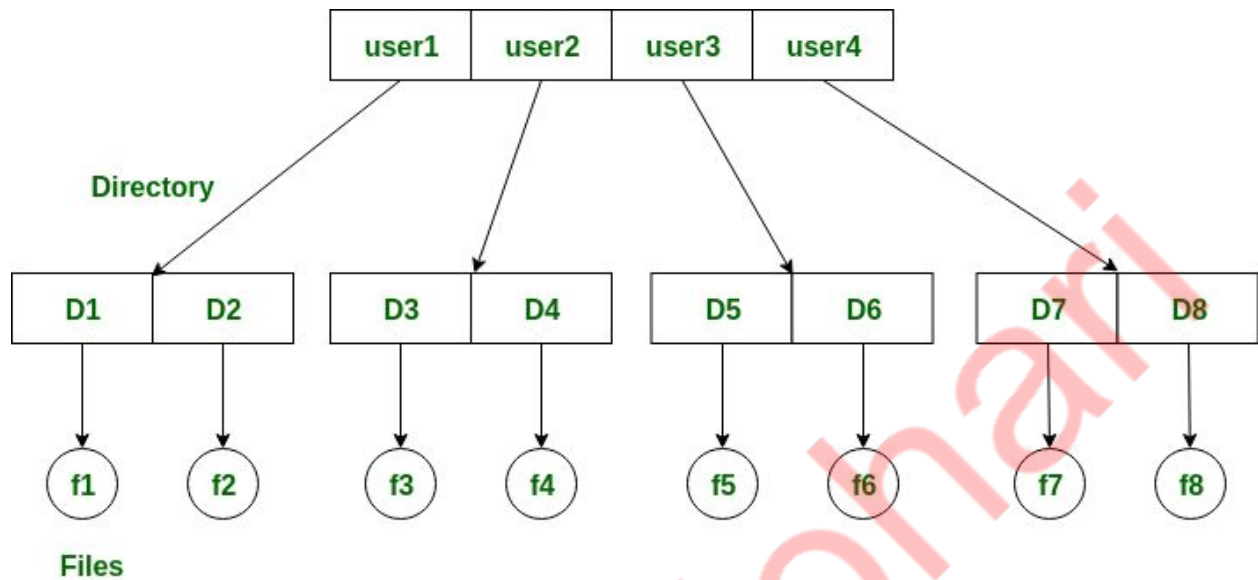 user1 user2 user3 user4
Directory
D1 D2 D3 D4 D5 D6 D7 D8
f1 f2 f3 f4 f5 f6 f7 f8
Files